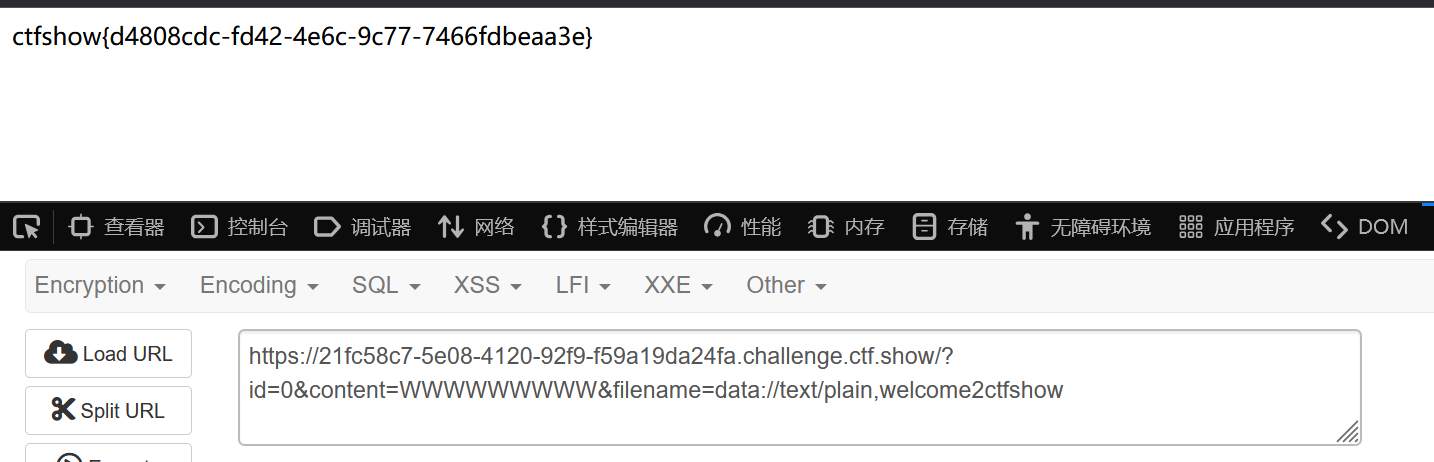 ctfshow{d4808cdc-fd42-4e6c-9c77-7466fdbeaa3e}
查看器 控制台 调试器 网络 样式编辑器 性能 内存 存储 无障碍环境 应用程序 DOM
Encryption Encoding SQL XSS LFI XXE Other
Load URL
https://21fc58c7-5e08-4120-92f9-f59a19da24fa.challenge.ctf.show/?
id=0&content=WWWWWWWWW&filename=data://text/plain,welcome2ctfshow
Split URL